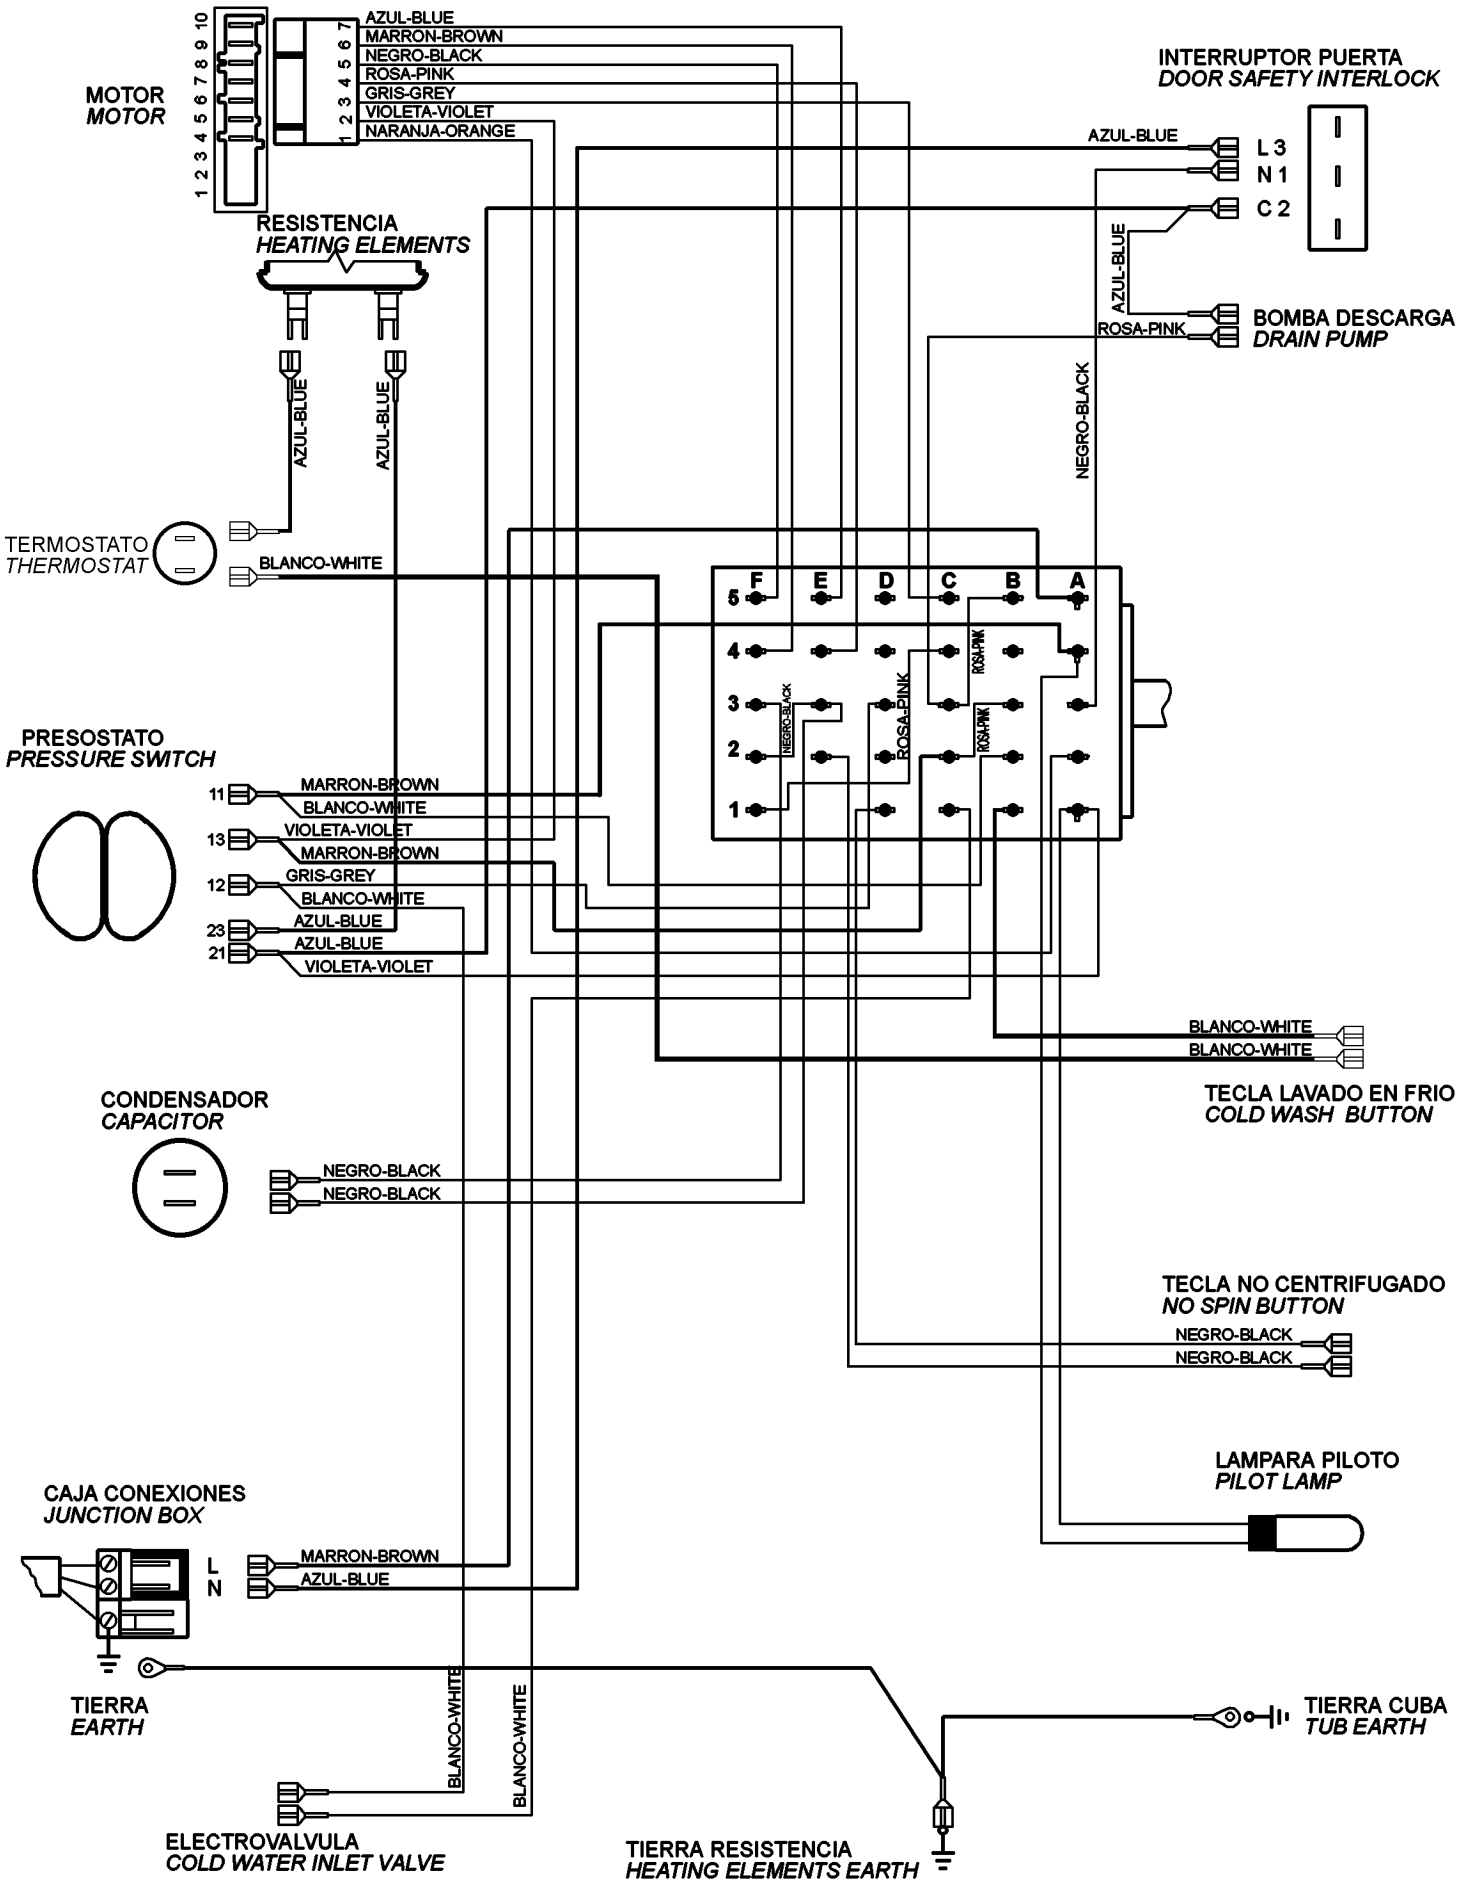 10
9
8
7
6
5
4
3
2
1
MOTOR
MOTOR
7
6
5
4
3
2
1
AZUL-BLUE
MARRON-BROWN
NEGRO-BLACK
ROSA-PINK
GRIS-GREY
VIOLETA-VIOLET
NARANJA-ORANGE
INTERRUPTOR PUERTA
DOOR SAFETY INTERLOCK
AZUL-BLUE
L 3
N 1
C 2
AZUL-BLUE
BOMBA DESCARGA
DRAIN PUMP
ROSA-PINK
NEGRO-BLACK
RESISTENCIA
HEATING ELEMENTS
AZUL-BLUE
AZUL-BLUE
TERMOSTATO
THERMOSTAT
BLANCO-WHITE
F E D C B A
5
4
3
2
1
ROSA-PINK
NEGRO-BLACK
ROSA-PINK
ROSA-PINK
PRESOSTATO
PRESSURE SWITCH
11
MARRON-BROWN
BLANCO-WHITE
13
VIOLETA-VIOLET
MARRON-BROWN
12
GRIS-GREY
BLANCO-WHITE
23
AZUL-BLUE
21
AZUL-BLUE
VIOLETA-VIOLET
BLANCO-WHITE
BLANCO-WHITE
TECLA LAVADO EN FRIO
COLD WASH BUTTON
CONDENSADOR
CAPACITOR
NEGRO-BLACK
NEGRO-BLACK
TECLA NO CENTRIFUGADO
NO SPIN BUTTON
NEGRO-BLACK
NEGRO-BLACK
LAMPARA PILOTO
PILOT LAMP
CAJA CONEXIONES
JUNCTION BOX
L
N
MARRON-BROWN
AZUL-BLUE
TIERRA
EARTH
BLANCO-WHITE
BLANCO-WHITE
TIERRA CUBA
TUB EARTH
ELECTROVALVULA
COLD WATER INLET VALVE
TIERRA RESISTENCIA
HEATING ELEMENTS EARTH